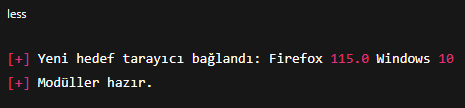 less
[+] Yeni hedef tarayıcı bağlandı: Firefox 115.0 Windows 10
[+] Modüller hazır.